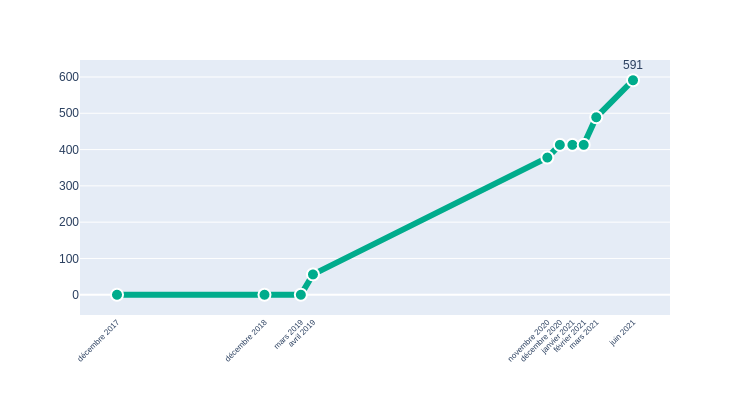 591
600
500
400
300
200
100
0
décembre 2017
décembre 2018
mars 2019
avril 2019
novembre 2020
décembre 2020
janvier 2021
février 2021
mars 2021
juin 2021